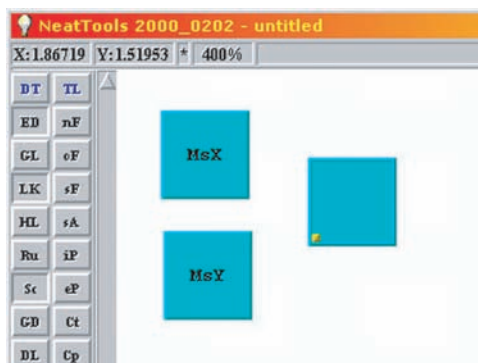 NeatTools 2000_0202 - untitled
X:1.86719 Y:1.51953 * 400%
DT TL
ED nF
GL oF
LK sF
HL sA
Ru iP
Sc eP
GD Ct
DL Cp
MsX
MsY